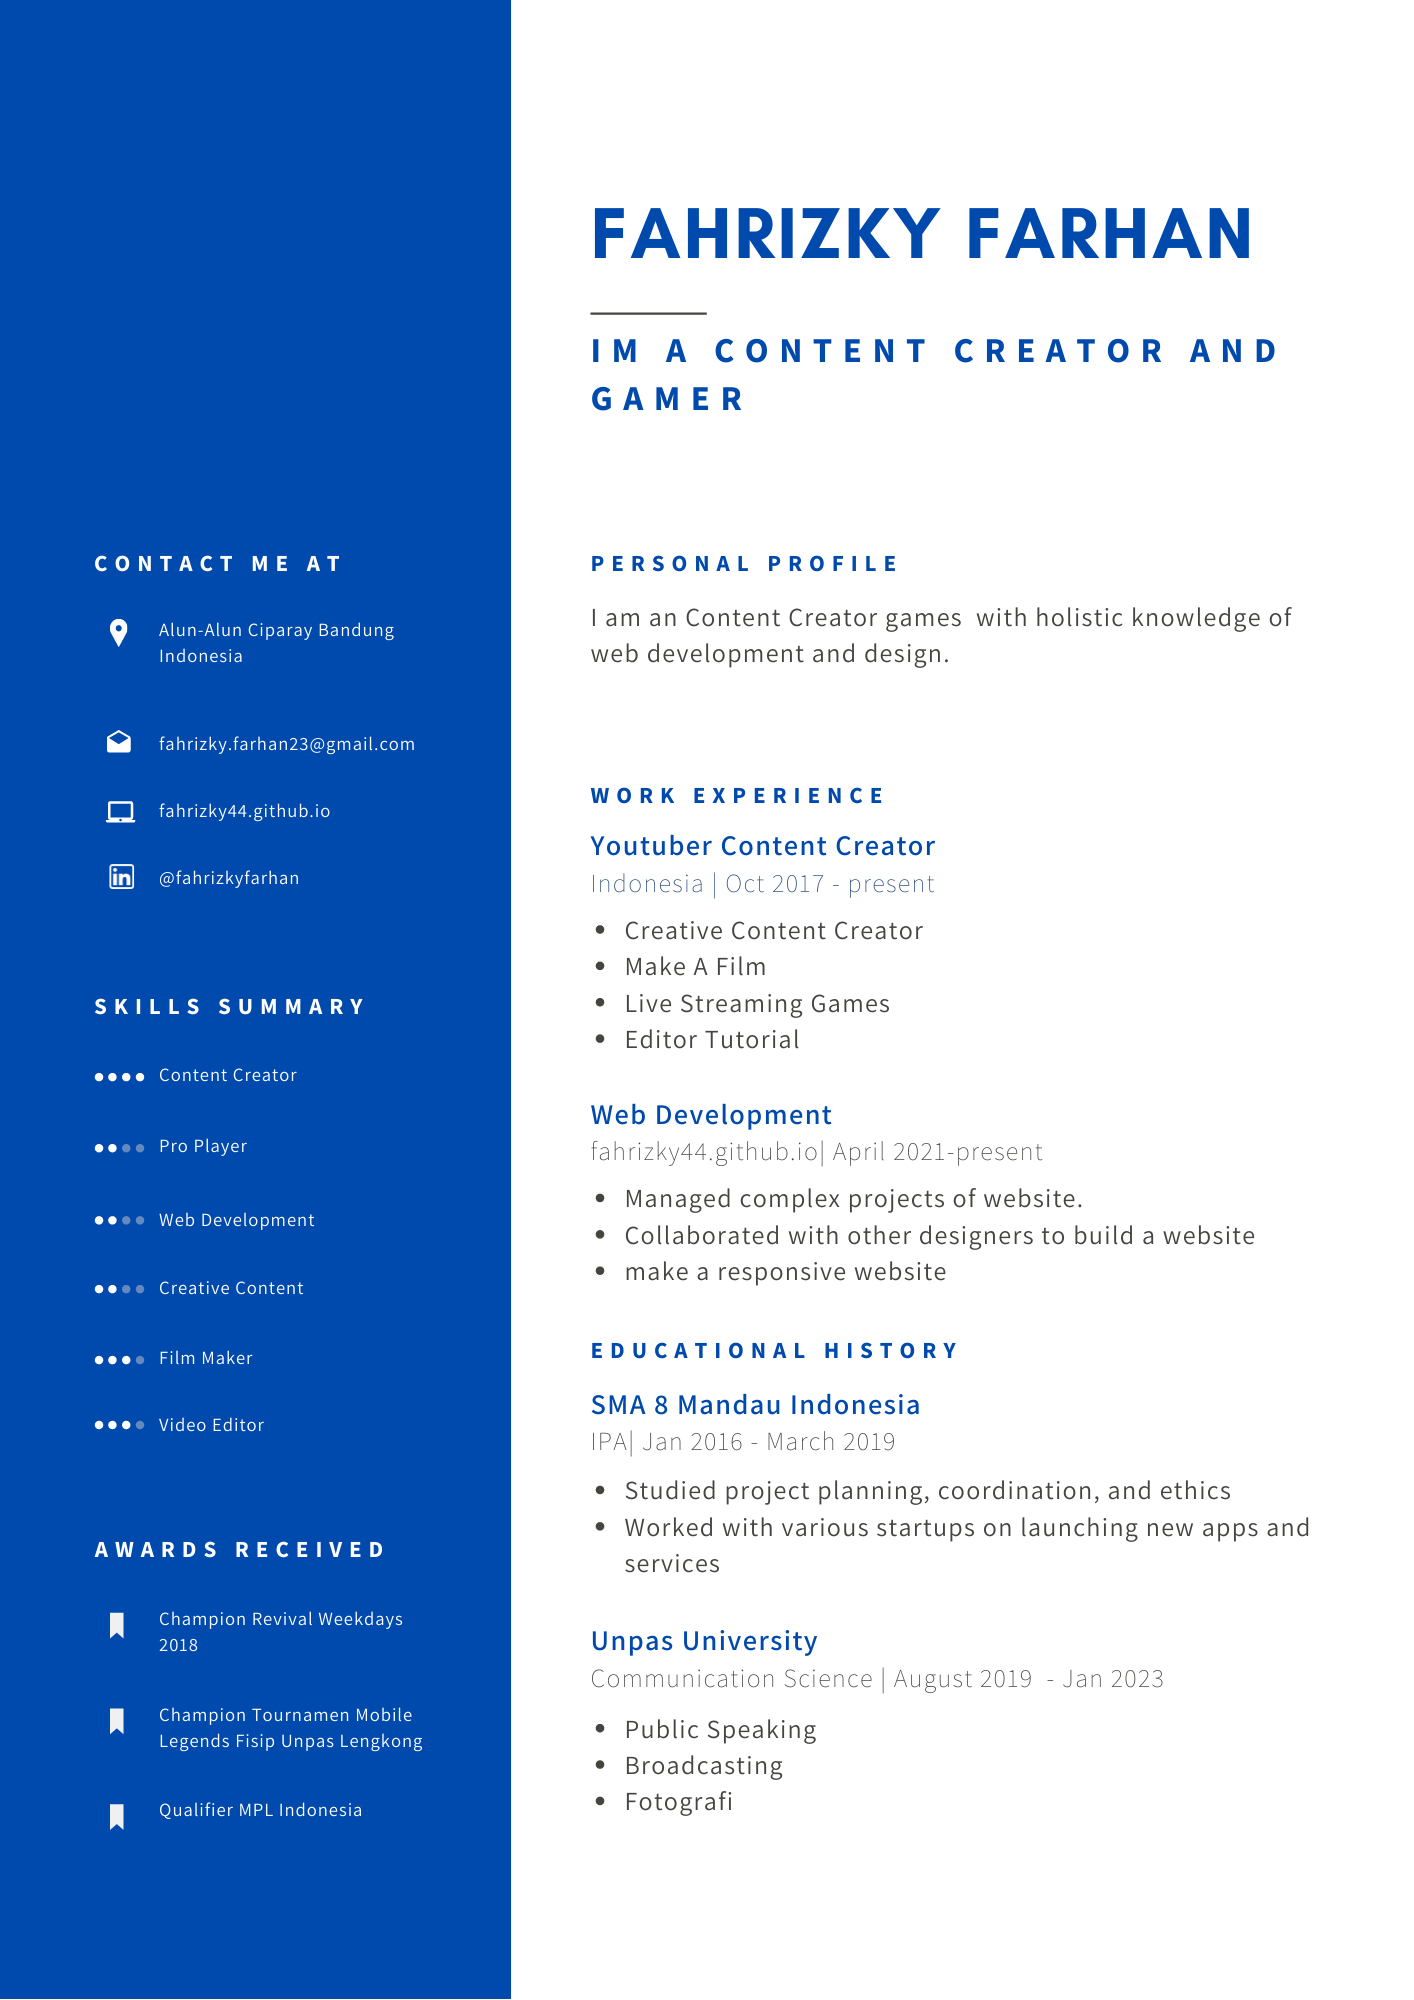 FAHRIZKY FARHAN
IM A CONTENT CREATOR AND
GAMER
CONTACT ME AT
Alun-Alun Ciparay Bandung
Indonesia
fahrizky.farhan23@gmail.com
fahrizky44.github.io
in
@fahrizkyfarhan
SKILLS SUMMARY
Content Creator
Pro Player
Web Development
Creative Content
Film Maker
Video Editor
AWARDS RECEIVED
Champion Revival Weekdays
2018
Champion Tournamen Mobile
Legends Fisip Unpas Lengkong
Qualifier MPL Indonesia
PERSONAL PROFILE
I am an Content Creator games  with holistic knowledge of
web development and design.
WORK EXPERIENCE
Youtuber Content Creator
Indonesia | Oct 2017 - present
• Creative Content Creator
• Make A Film
• Live Streaming Games
• Editor Tutorial
Web Development
fahrizky44.github.io| April 2021-present
• Managed complex projects of website.
• Collaborated with other designers to build a website
• make a responsive website
EDUCATIONAL HISTORY
SMA 8 Mandau Indonesia
IPA| Jan 2016 - March 2019
• Studied project planning, coordination, and ethics
• Worked with various startups on launching new apps and
services
Unpas University
Communication Science | August 2019  - Jan 2023
• Public Speaking
• Broadcasting
• Fotografi